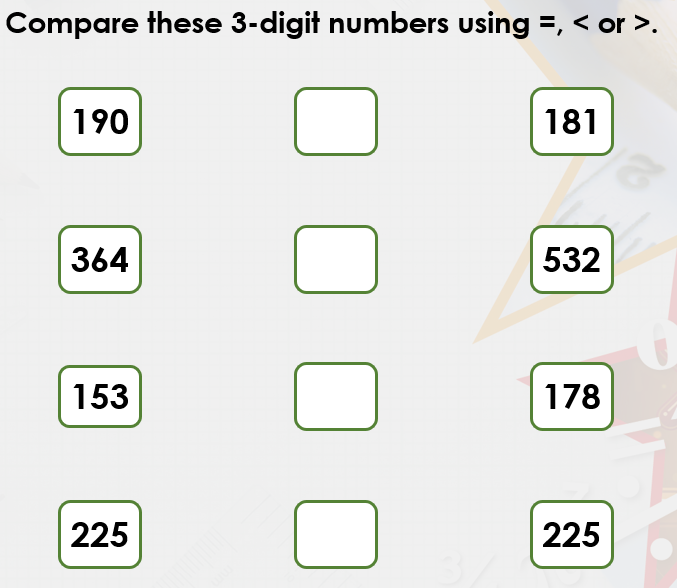 Compare these 3-digit numbers using =, < or >.
190 181
364 532
153 178
225 225